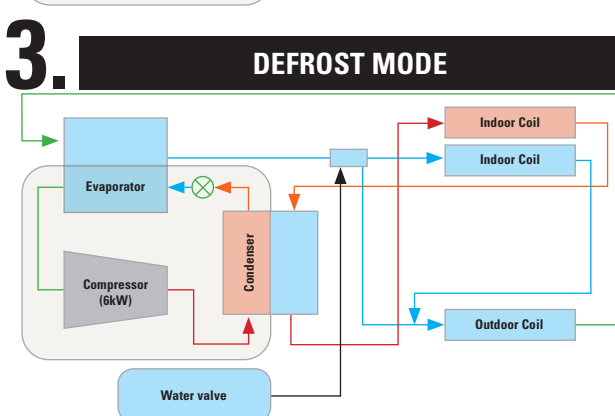 3. DEFROST MODE
Indoor Coil
Indoor Coil
Evaporator
Condenser
Compressor
(6kW)
Outdoor Coil
Water valve